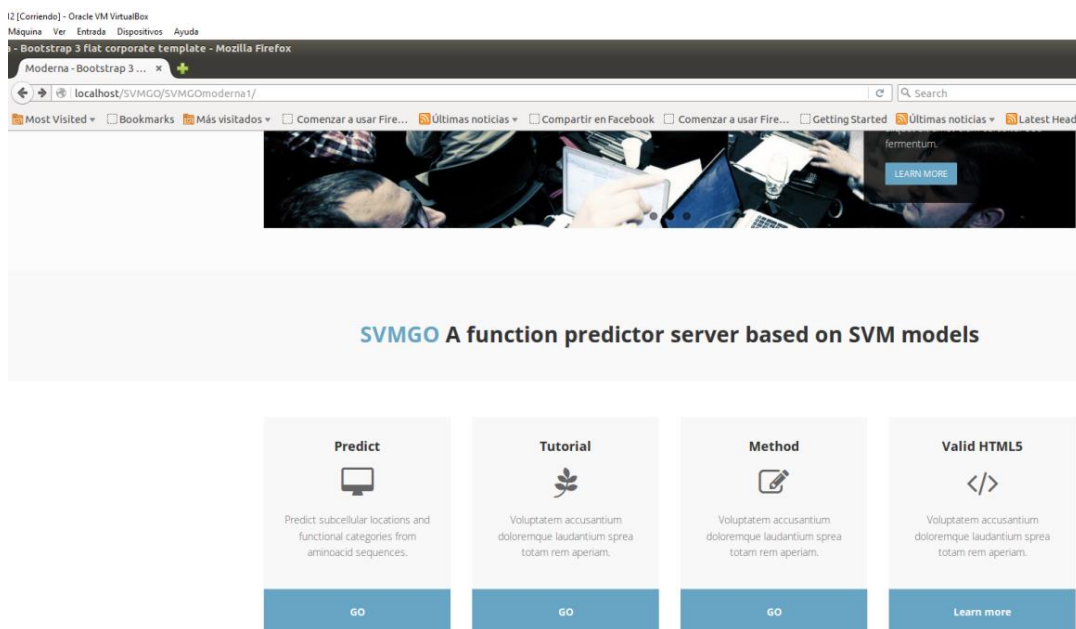 12 [Corriendo] - Oracle VM VirtualBox
Máquina Ver Entrada Dispositivos Ayuda
- Bootstrap 3 flat corporate template - Mozilla Firefox
Moderna - Bootstrap 3 ...
localhost/SVMGO/SVMGOmoderna1/
Search
Most Visited Bookmarks Más visitados Comenzar a usar Fire... Últimas noticias Compartir en Facebook Comenzar a usar Fire... Getting Started Últimas noticias Latest Head
fermentum.
LEARN MORE
SVMGO A function predictor server based on SVM models
Predict
Predict subcellular locations and
functional categories from
aminoacid sequences.
GO
Tutorial
Voluptatem accusantium
doloremque laudantium sprea
totam rem aperiam.
GO
Method
Voluptatem accusantium
doloremque laudantium sprea
totam rem aperiam.
GO
Valid HTML5
</>
Voluptatem accusantium
doloremque laudantium sprea
totam rem aperiam.
Learn more